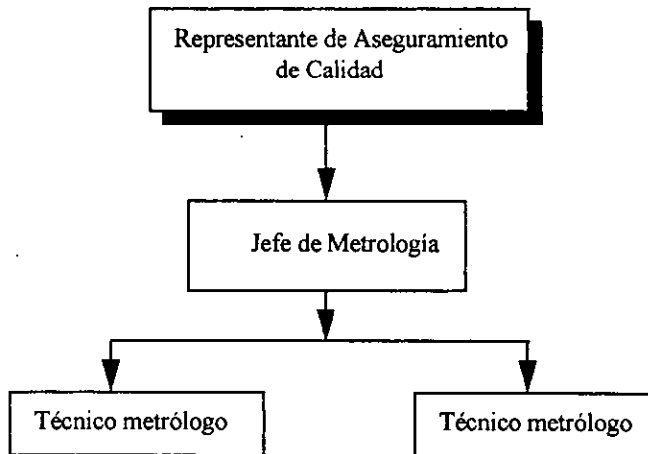 Representante de Aseguramiento
de Calidad
Jefe de Metrología
Técnico metrólogo
Técnico metrólogo